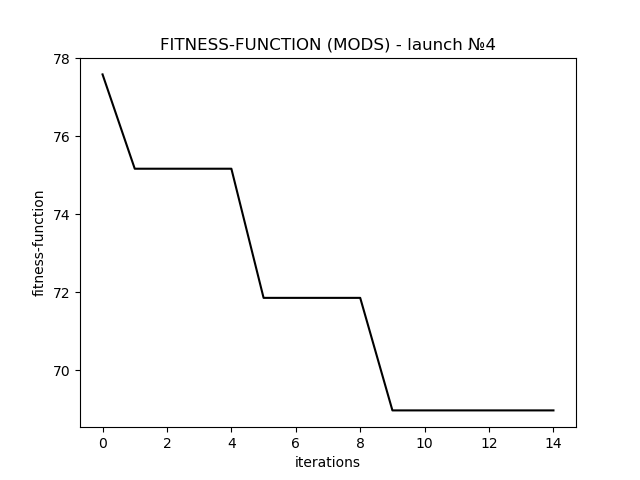 FITNESS-FUNCTION (MODS) - launch №4
78
76
74
72
70
fitness-function
0 2 4 6 8 10 12 14
iterations